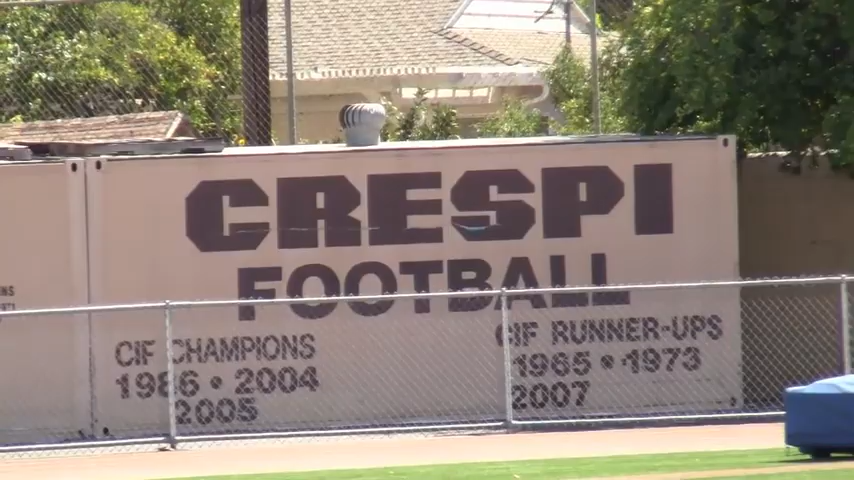 CRESPI
FOOTBALL
CIF CHAMPIONS
1986 • 2004
2005
CIF RUNNER-UPS
1965 • 1973
2007